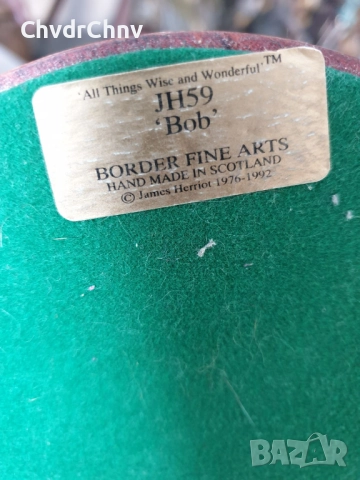 ChvdrChnv
'All Things Wise and Wonderful'™
JH59
'Bob'
BORDER FINE ARTS
HAND MADE IN SCOTLAND
© James Herriot 1976-1992
BAZAR